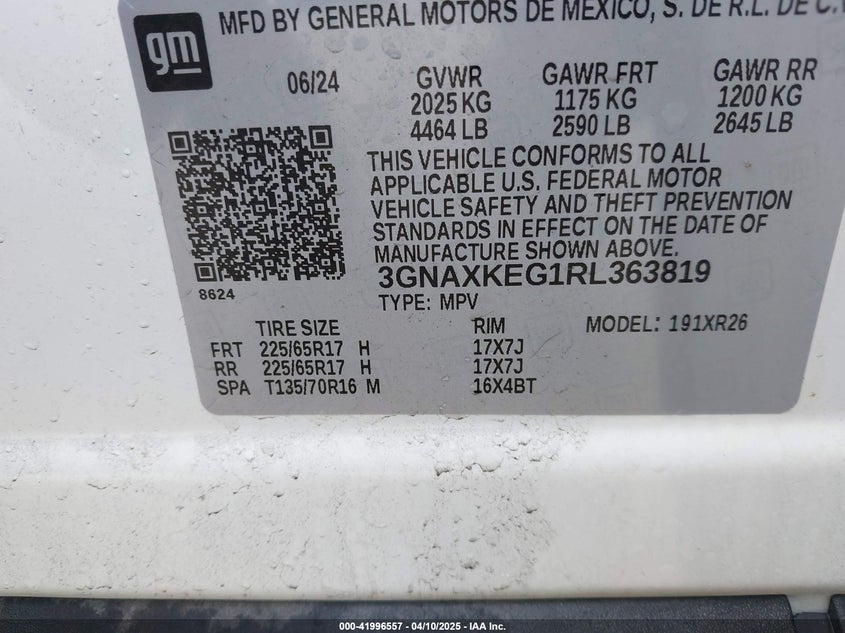 gm
MFD BY GENERAL MOTORS DE MEXICO, S. DE R.L. DE C.V
06/24 GVWR GAWR FRT GAWR RR
2025 KG 1175 KG 1200 KG
4464 LB 2590 LB 2645 LB
THIS VEHICLE CONFORMS TO ALL
APPLICABLE U.S. FEDERAL MOTOR
VEHICLE SAFETY AND THEFT PREVENTION
STANDARDS IN EFFECT ON THE DATE OF
MANUFACTURE SHOWN ABOVE.
8624 3GNAXKEG1RL363819
TYPE: MPV
TIRE SIZE RIM MODEL: 191XR26
FRT 225/65R17 H 17X7J
RR 225/65R17 H 17X7J
SPA T135/70R16 M 16X4BT
000-41996557 - 04/10/2025 - IAA Inc.